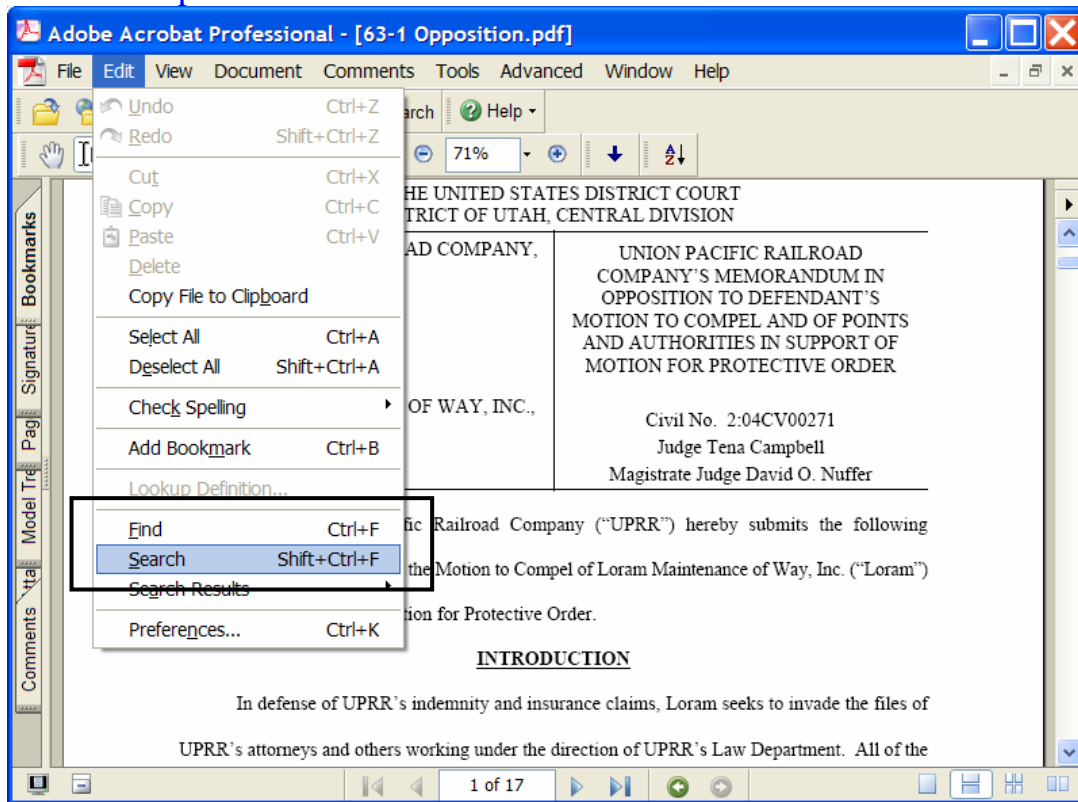 Adobe Acrobat Professional - [63-1 Opposition.pdf]
File Edit View Document Comments Tools Advanced Window Help
Undo Ctrl+Z
arch Help
Redo Shift+Ctrl+Z
71%
Cut Ctrl+X
Copy Ctrl+C
Paste Ctrl+V
Delete
Copy File to Clipboard
Select All Ctrl+A
Deselect All Shift+Ctrl+A
Check Spelling
Add Bookmark Ctrl+B
Lookup Definition...
Find Ctrl+F
Search Shift+Ctrl+F
Search Results
Preferences... Ctrl+K
Bookmarks
Signature
Pag
Model Tre
Comments
HE UNITED STATES DISTRICT COURT
TRICT OF UTAH, CENTRAL DIVISION
AD COMPANY,
OF WAY, INC.,
UNION PACIFIC RAILROAD
COMPANY'S MEMORANDUM IN
OPPOSITION TO DEFENDANT'S
MOTION TO COMPEL AND OF POINTS
AND AUTHORITIES IN SUPPORT OF
MOTION FOR PROTECTIVE ORDER
Civil No. 2:04CV00271
Judge Tena Campbell
Magistrate Judge David O. Nuffer
fic Railroad Company ("UPRR") hereby submits the following
the Motion to Compel of Loram Maintenance of Way, Inc. ("Loram")
tion for Protective Order.
INTRODUCTION
In defense of UPRR's indemnity and insurance claims, Loram seeks to invade the files of
UPRR's attorneys and others working under the direction of UPRR's Law Department. All of the
1 of 17